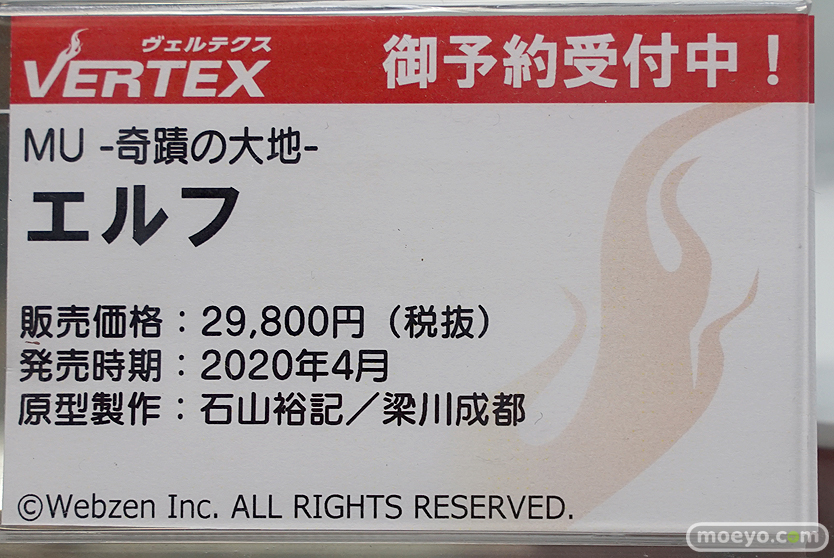 ヴェルテクス
VERTEX 御予約受付中！
MU -奇蹟の大地-
エルフ
販売価格：29,800円（税抜）
発売時期：2020年4月
原型製作：石山裕記／梁川成都
©Webzen Inc. ALL RIGHTS RESERVED.
moeyo.com